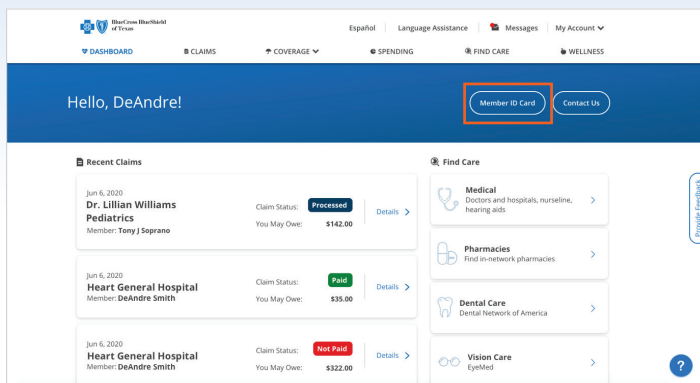 BlueCross BlueShield
of Texas
Español Language Assistance Messages My Account
DASHBOARD CLAIMS COVERAGE SPENDING FIND CARE WELLNESS
Hello, DeAndre!
Member ID Card Contact Us
Recent Claims
Jun 6, 2020
Dr. Lillian Williams
Pediatrics
Member: Tony J Soprano
Claim Status: Processed
You May Owe: $142.00
Details
Jun 6, 2020
Heart General Hospital
Member: DeAndre Smith
Claim Status: Paid
You May Owe: $35.00
Details
Jun 6, 2020
Heart General Hospital
Member: DeAndre Smith
Claim Status: Not Paid
You May Owe: $322.00
Details
Find Care
Medical
Doctors and hospitals, nurseline,
hearing aids
Pharmacies
Find in-network pharmacies
Dental Care
Dental Network of America
Vision Care
EyeMed
Provide Feedback
?